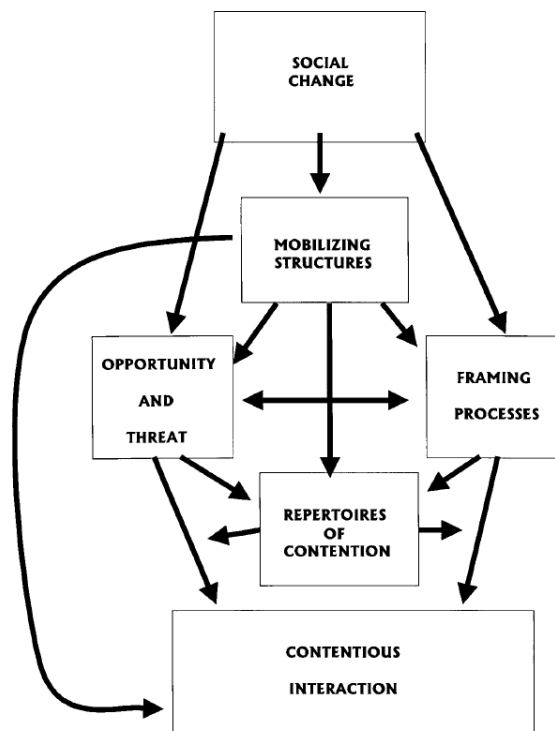 SOCIAL
CHANGE
MOBILIZING
STRUCTURES
OPPORTUNITY
AND
THREAT
FRAMING
PROCESSES
REPERTOIRES
OF
CONTENTION
CONTENTIOUS
INTERACTION